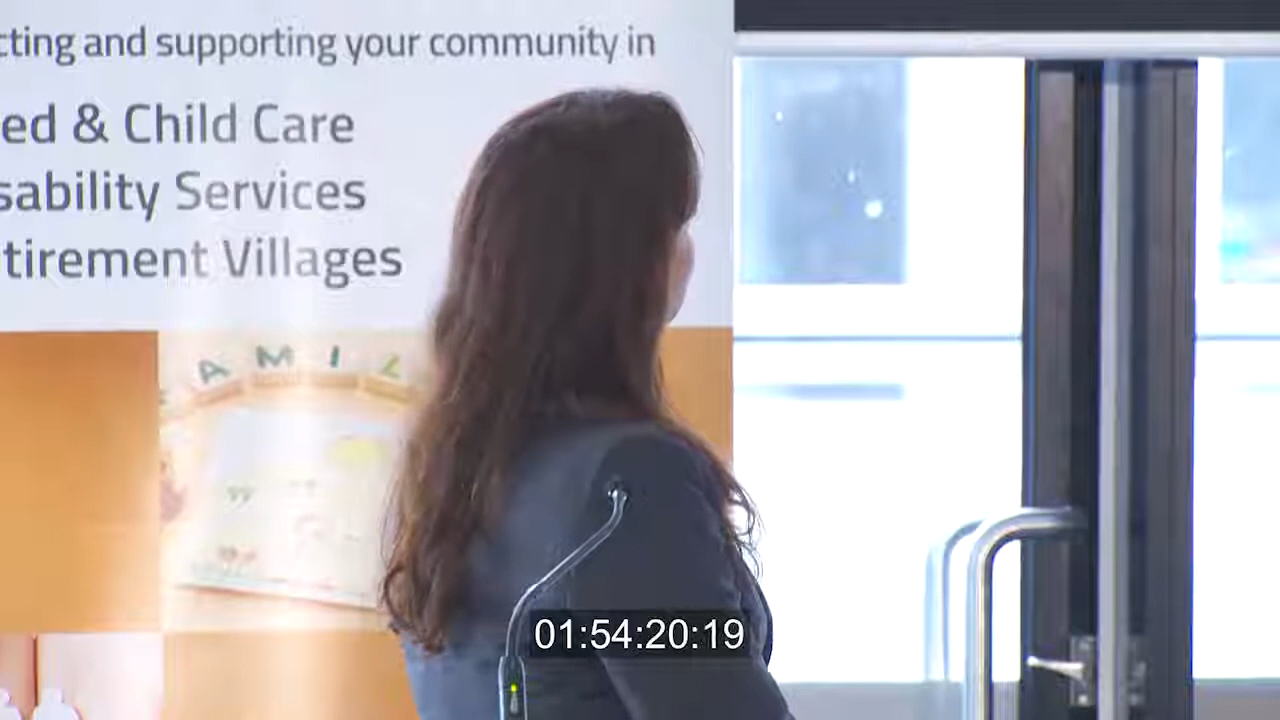 cting and supporting your community in
ed & Child Care
sability Services
tirement Villages
A M I L
01:54:20:19